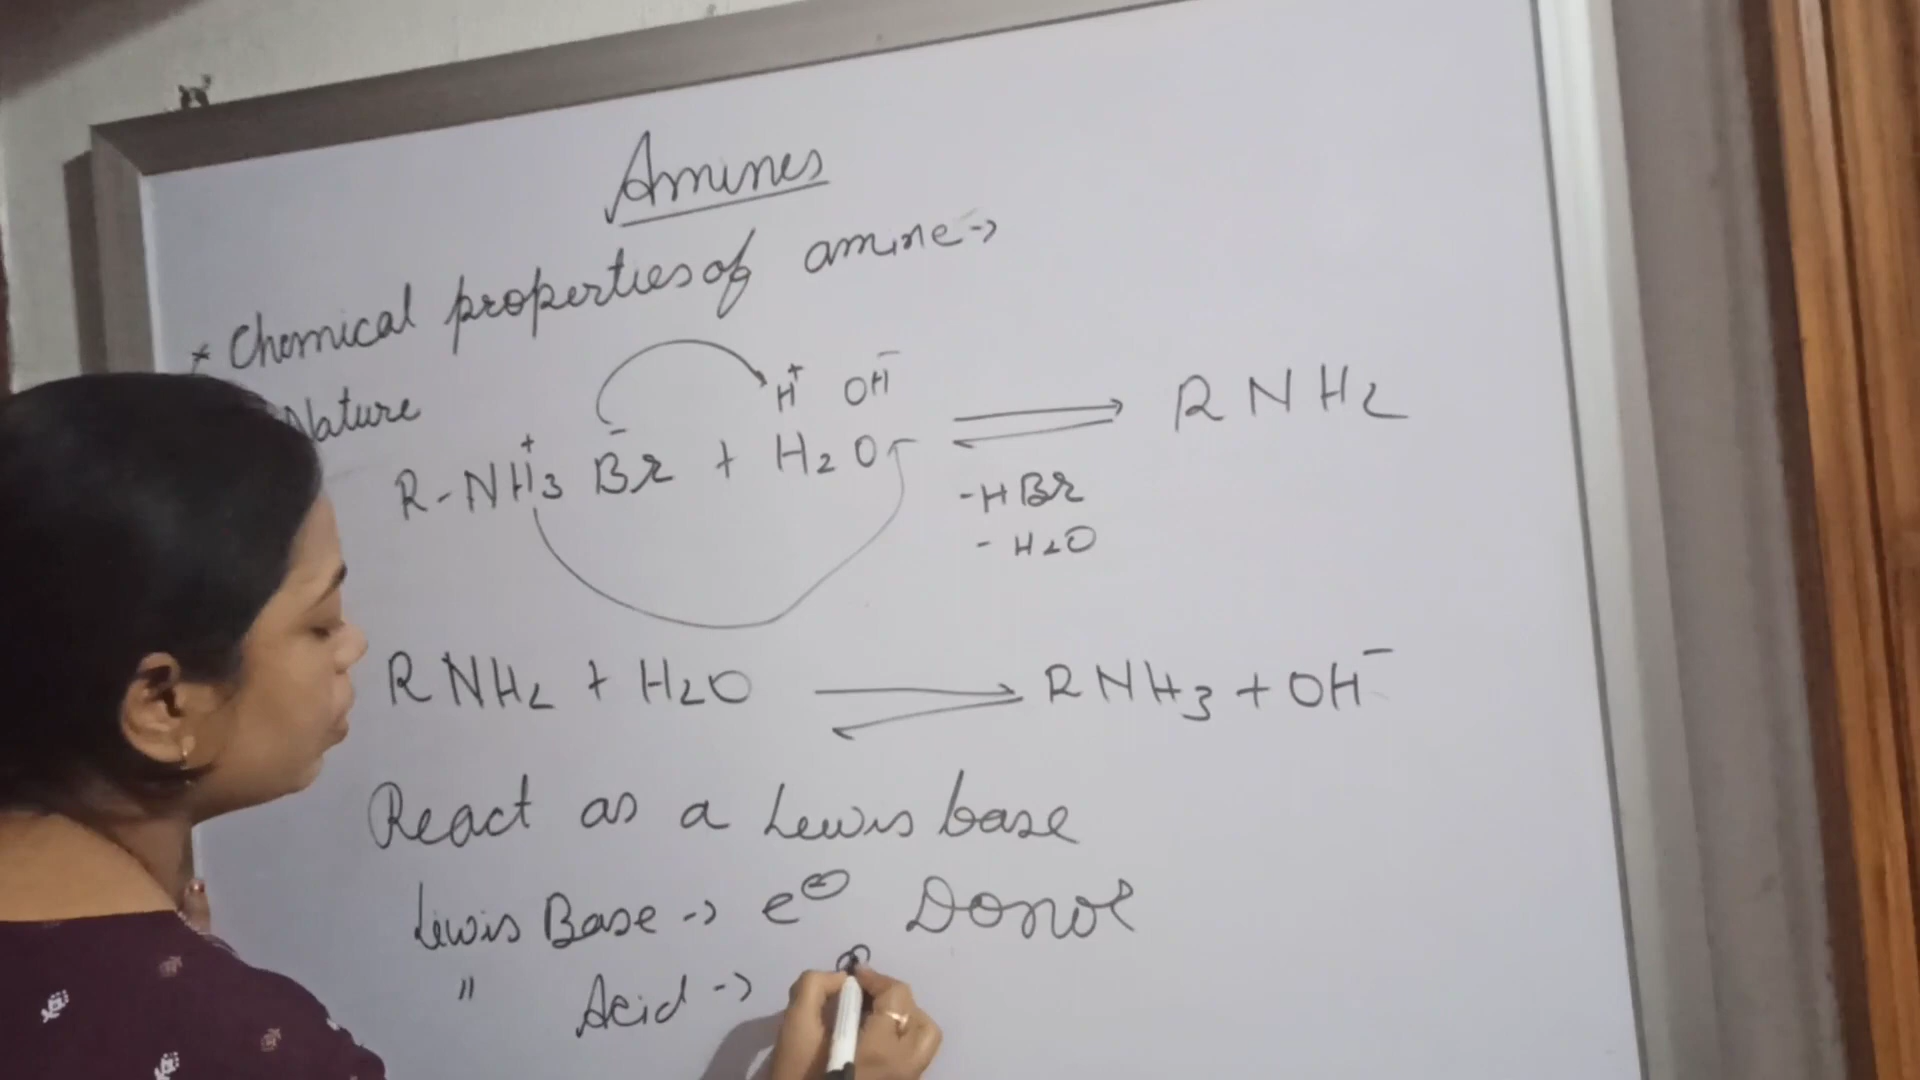 Amines
* Chemical properties of amine →
Nature
H⁺ OH⁻
R-NH₃⁺ Br⁻ + H₂O ⇌ RNH₂
-HBr
-H₂O
RNH₂ + H₂O ⇌ RNH₃ + OH⁻
React as a Lewis base
Lewis Base → e⊖ Donor
" Acid →